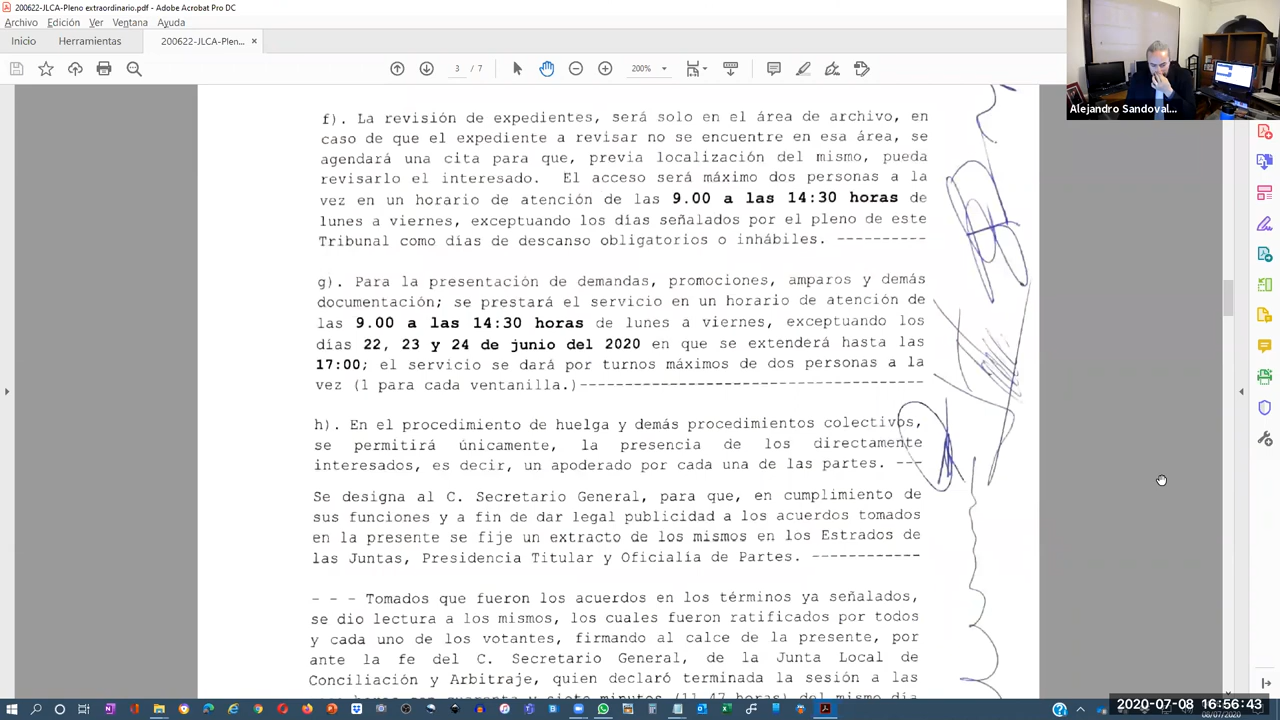 200622-JLCA-Pleno extraordinario.pdf - Adobe Acrobat Pro DC
Archivo Edición Ver Ventana Ayuda
Inicio Herramientas 200622-JLCA-Plen... ×
/ 7 200%
Alejandro Sandoval...
f). La revisión de expedientes, será solo en el área de archivo, en
caso de que el expediente revisar no se encuentre en esa área, se
agendará una cita para que, previa localización del mismo, pueda
revisarlo el interesado. El acceso será máximo dos personas a la
vez en un horario de atención de las 9.00 a las 14:30 horas de
lunes a viernes, exceptuando los días señalados por el pleno de este
Tribunal como días de descanso obligatorios o inhábiles. ----------
g). Para la presentación de demandas, promociones, amparos y demás
documentación; se prestará el servicio en un horario de atención de
las 9.00 a las 14:30 horas de lunes a viernes, exceptuando los
días 22, 23 y 24 de junio del 2020 en que se extenderá hasta las
17:00; el servicio se dará por turnos máximos de dos personas a la
vez (1 para cada ventanilla.)-----------------------------------------
h). En el procedimiento de huelga y demás procedimientos colectivos,
se permitirá únicamente, la presencia de los directamente
interesados, es decir, un apoderado por cada una de las partes. ---
Se designa al C. Secretario General, para que, en cumplimiento de
sus funciones y a fin de dar legal publicidad a los acuerdos tomados
en la presente se fije un extracto de los mismos en los Estrados de
las Juntas, Presidencia Titular y Oficialía de Partes. ------------
- - - Tomados que fueron los acuerdos en los términos ya señalados,
se dio lectura a los mismos, los cuales fueron ratificados por todos
y cada uno de los votantes, firmando al calce de la presente, por
ante la fe del C. Secretario General, de la Junta Local de
Conciliación y Arbitraje, quien declaró terminada la sesión a las
horas con cuarenta y siete minutos (11.47 horas) del mismo día
2020-07-08 16:56:43
08/07/2020